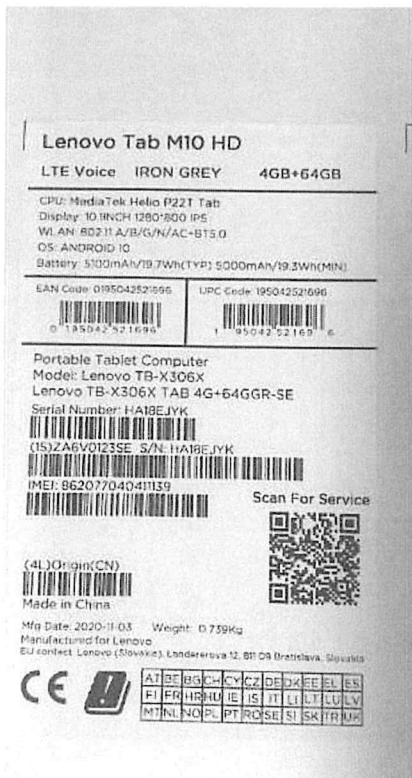 Lenovo Tab M10 HD
LTE Voice IRON GREY 4GB+64GB
CPU: MediaTek Helio P22T Tab
Display: 10.1INCH 1280*800 IPS
WLAN: 802.11 A/B/G/N/AC+BT5.0
OS: ANDROID 10
Battery: 5100mAh/19.7Wh(TYP) 5000mAh/19.3Wh(MIN)
EAN Code: 0195042521696
0 195042 521696
UPC Code: 195042521696
1 95042 52169 6
Portable Tablet Computer
Model: Lenovo TB-X306X
Lenovo TB-X306X TAB 4G+64GGR-SE
Serial Number: HA18EJYK
(1S)ZA6V0123SE S/N: HA18EJYK
IMEI: 862077040411139
Scan For Service
(4L)Origin(CN)
Made in China
Mfg Date: 2020-11-03 Weight: 0.739Kg
Manufactured for Lenovo
EU contact: Lenovo (Slovakia), Landererova 12, 811 09 Bratislava, Slovakia
CE
AT BE BG CH CY CZ DE DK EE EL ES
FI FR HR HU IE IS IT LI LT LU LV
MT NL NO PL PT RO SE SI SK TR UK